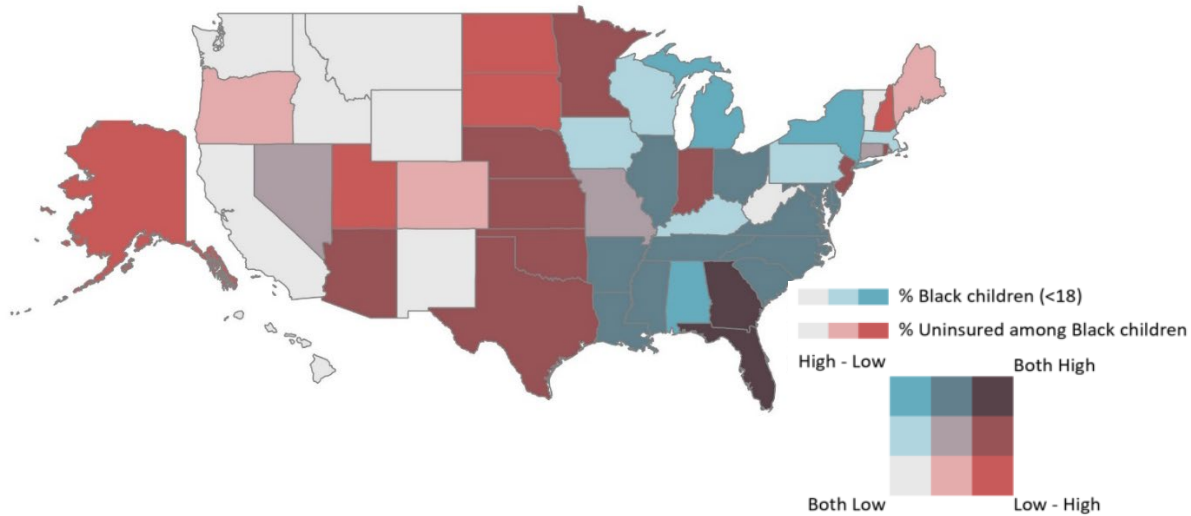 % Black children (<18)
% Uninsured among Black children
High - Low
Both High
Both Low
Low - High